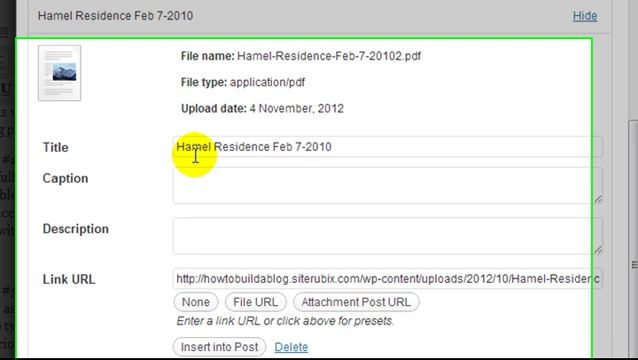 Hamel Residence Feb 7-2010 Hide
File name: Hamel-Residence-Feb-7-20102.pdf
File type: application/pdf
Upload date: 4 November, 2012
Title Hamel Residence Feb 7-2010
Caption
Description
Link URL http://howtobuildablog.siterubix.com/wp-content/uploads/2012/10/Hamel-Residenc
None File URL Attachment Post URL
Enter a link URL or click above for presets.
Insert into Post Delete